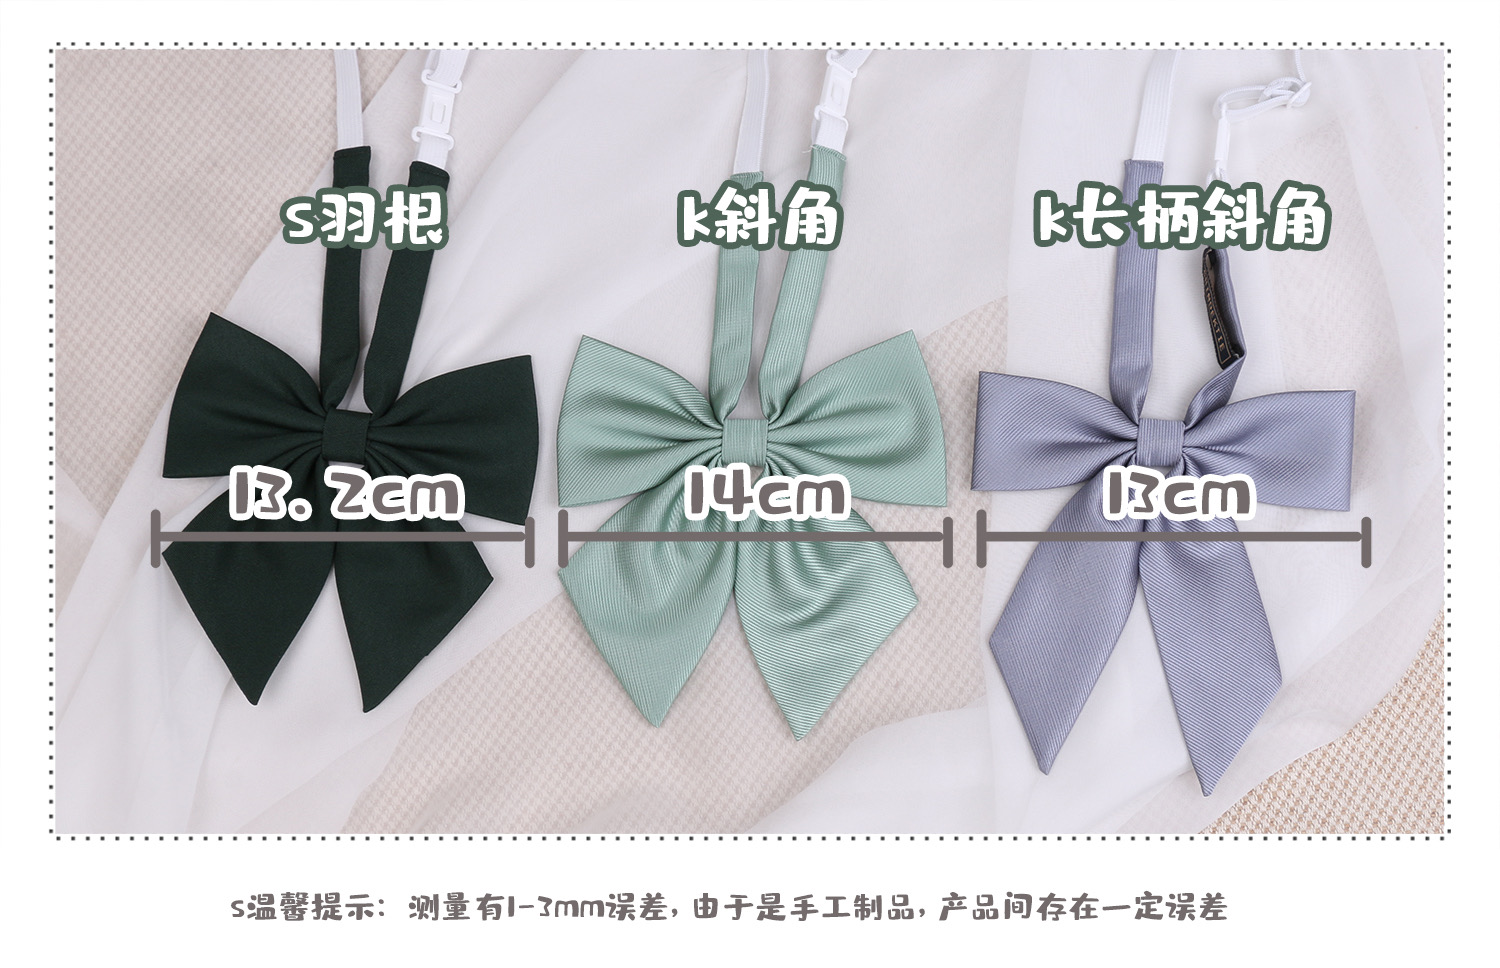 s羽根
k斜角
k长柄斜角
13.2cm
14cm
13cm
s温馨提示: 测量有1-3mm误差, 由于是手工制品, 产品间存在一定误差